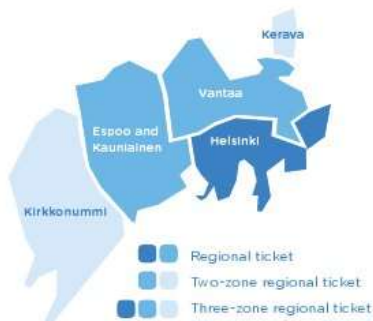 Kerava
Vantaa
Espoo and
Kauniainen
Helsinki
Kirkkonummi
Regional ticket
Two-zone regional ticket
Three-zone regional ticket